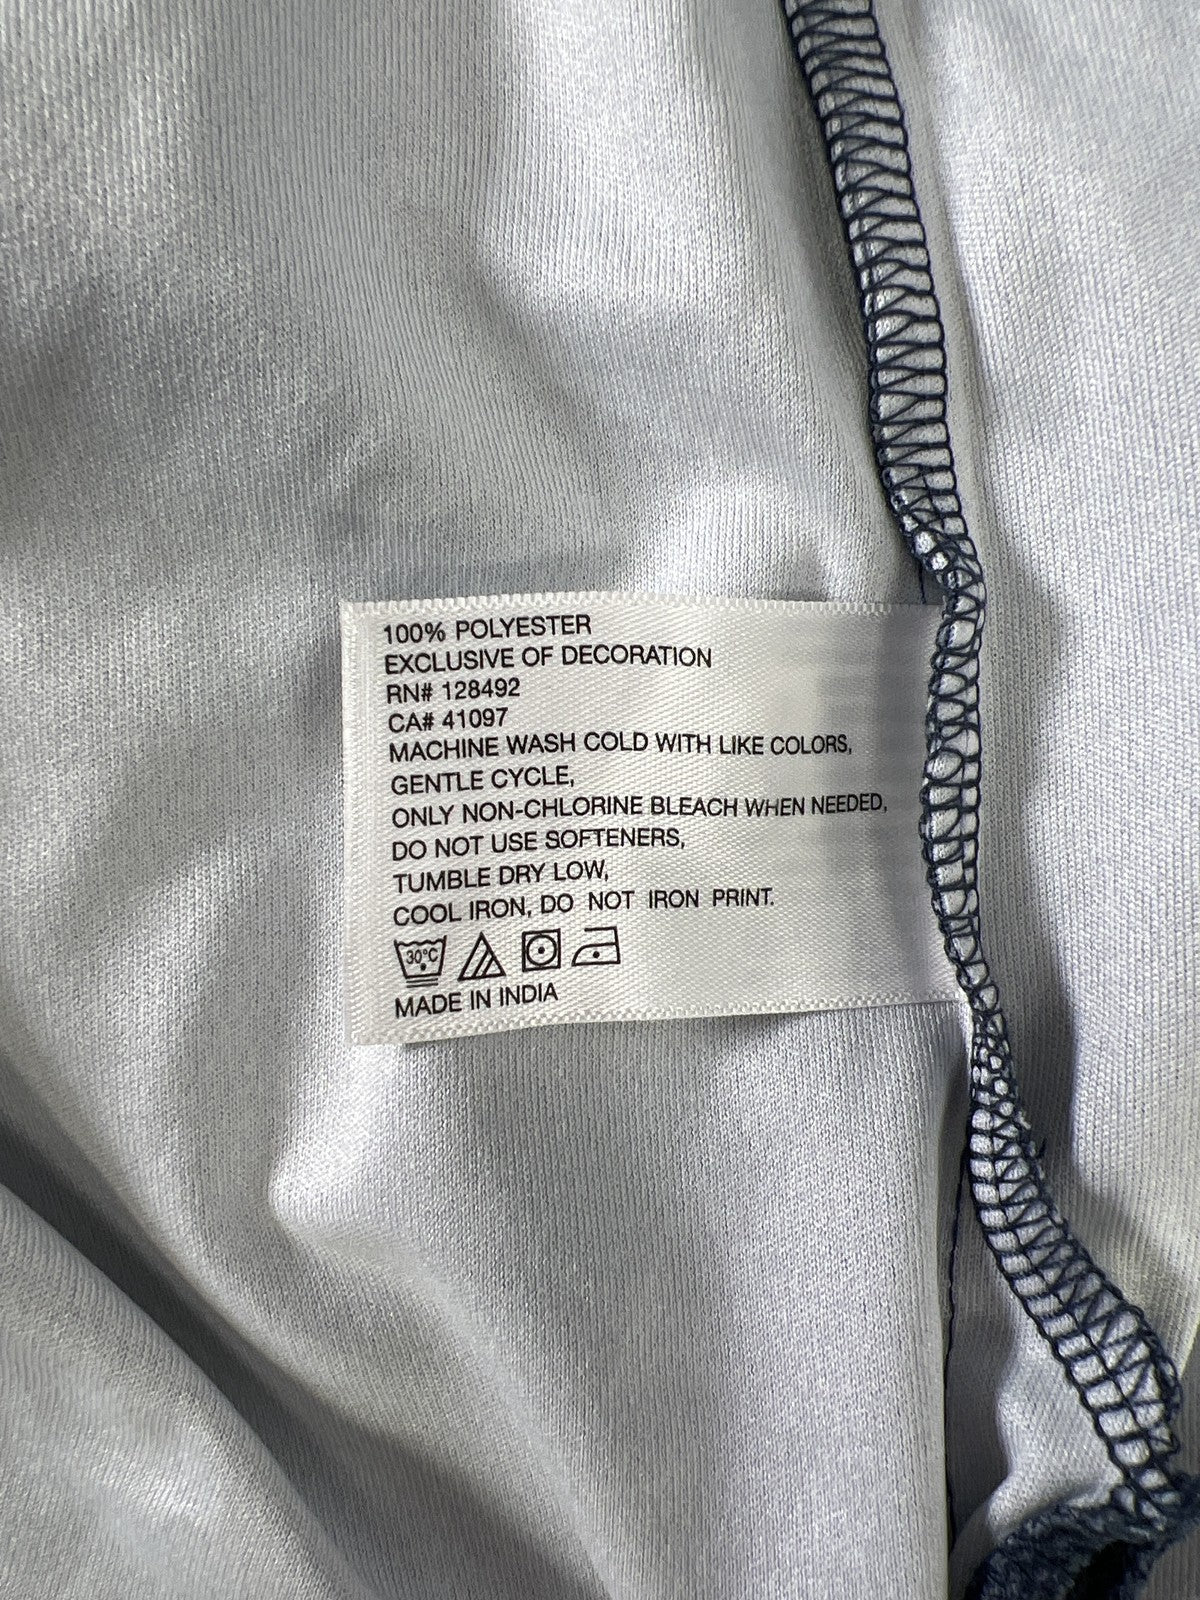 100% POLYESTER
EXCLUSIVE OF DECORATION
RN# 128492
CA# 41097
MACHINE WASH COLD WITH LIKE COLORS,
GENTLE CYCLE,
ONLY NON-CHLORINE BLEACH WHEN NEEDED,
DO NOT USE SOFTENERS,
TUMBLE DRY LOW,
COOL IRON, DO NOT IRON PRINT.
30°C
MADE IN INDIA